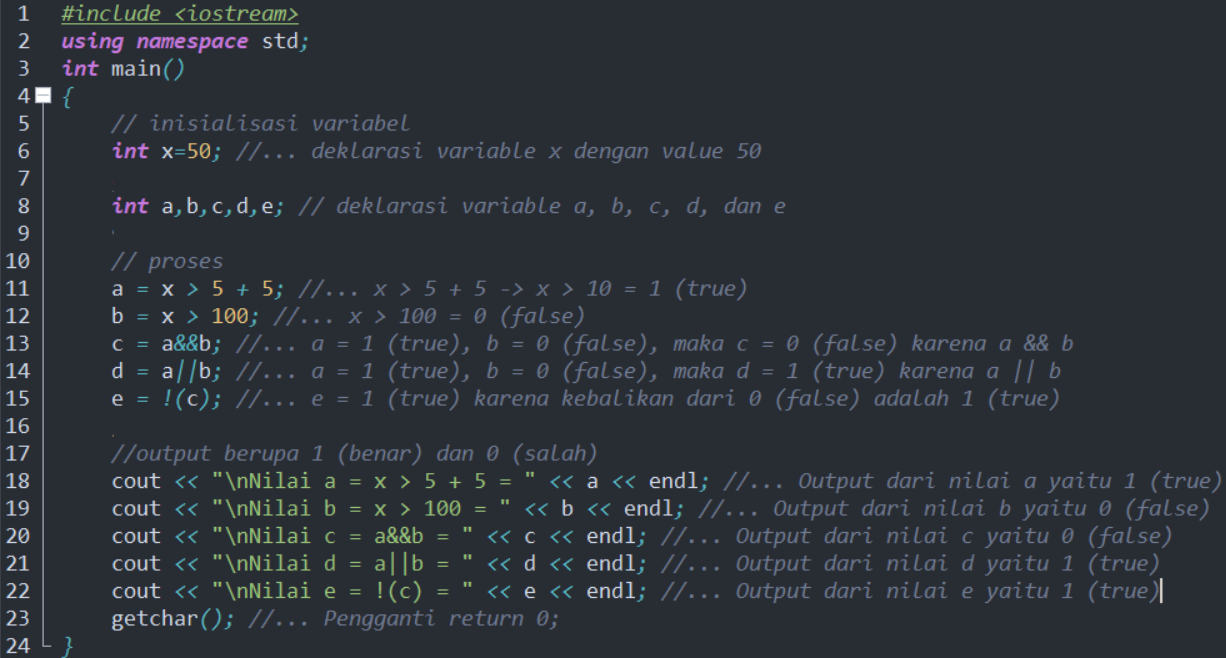 1 #include <iostream>
2 using namespace std;
3 int main()
4 {
5 // inisialisasi variabel
6 int x=50; //... deklarasi variable x dengan value 50
7
8 int a,b,c,d,e; // deklarasi variable a, b, c, d, dan e
9
10 // proses
11 a = x > 5 + 5; //... x > 5 + 5 -> x > 10 = 1 (true)
12 b = x > 100; //... x > 100 = 0 (false)
13 c = a&&b; //... a = 1 (true), b = 0 (false), maka c = 0 (false) karena a && b
14 d = a||b; //... a = 1 (true), b = 0 (false), maka d = 1 (true) karena a || b
15 e = !(c); //... e = 1 (true) karena kebalikan dari 0 (false) adalah 1 (true)
16
17 //output berupa 1 (benar) dan 0 (salah)
18 cout << "\nNilai a = x > 5 + 5 = " << a << endl; //... Output dari nilai a yaitu 1 (true)
19 cout << "\nNilai b = x > 100 = " << b << endl; //... Output dari nilai b yaitu 0 (false)
20 cout << "\nNilai c = a&&b = " << c << endl; //... Output dari nilai c yaitu 0 (false)
21 cout << "\nNilai d = a||b = " << d << endl; //... Output dari nilai d yaitu 1 (true)
22 cout << "\nNilai e = !(c) = " << e << endl; //... Output dari nilai e yaitu 1 (true)
23 getchar(); //... Pengganti return 0;
24 }